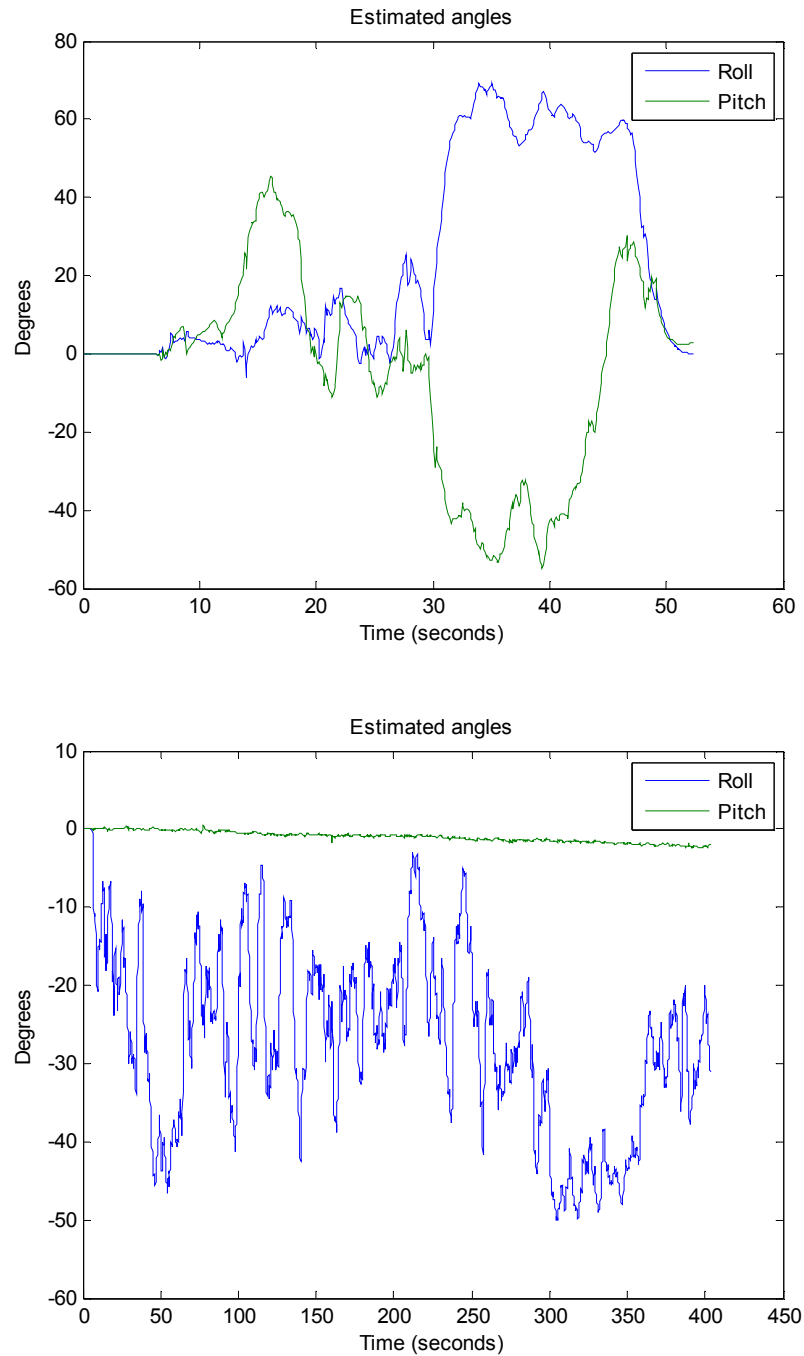 Estimated angles
80
60
40
20
0
-20
-40
-60
Degrees
Roll
Pitch
0 10 20 30 40 50 60
Time (seconds)
Estimated angles
10
0
-10
-20
-30
-40
-50
-60
Degrees
Roll
Pitch
0 50 100 150 200 250 300 350 400 450
Time (seconds)